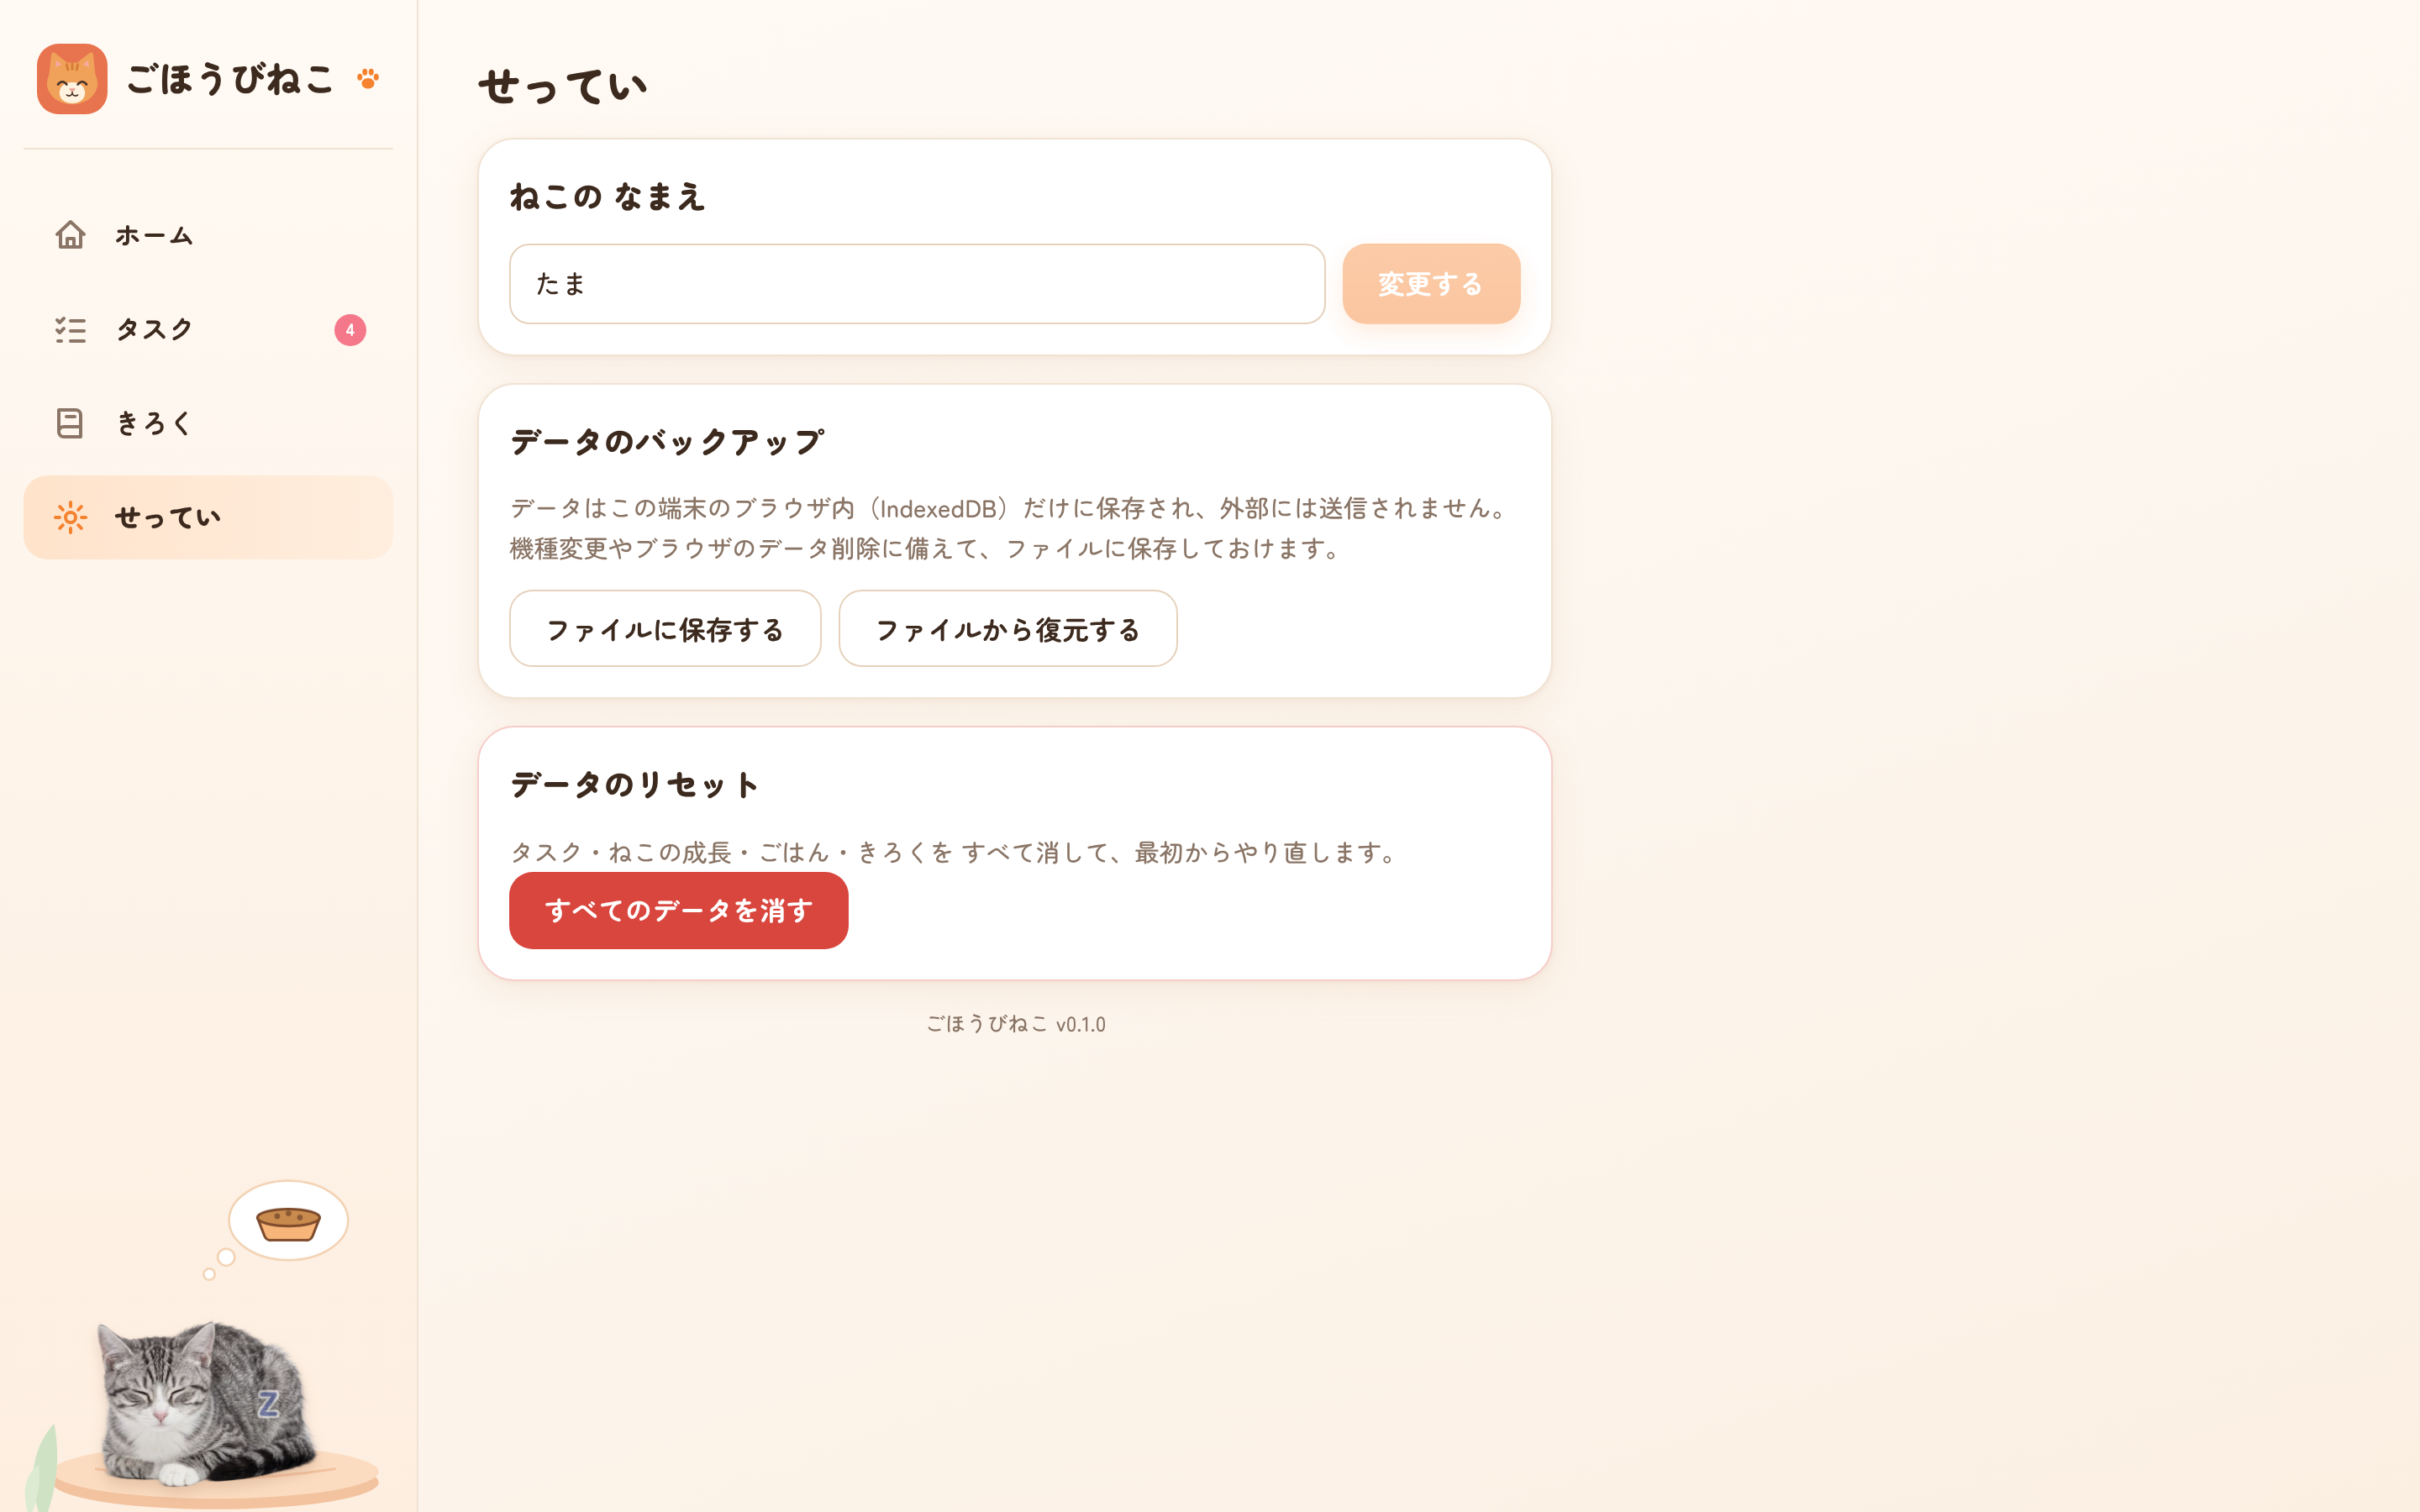 ごほうびねこ
ホーム
タスク
4
きろく
せってい
せってい
ねこの なまえ
たま
変更する
データのバックアップ
データはこの端末のブラウザ内（IndexedDB）だけに保存され、外部には送信されません。
機種変更やブラウザのデータ削除に備えて、ファイルに保存しておけます。
ファイルに保存する
ファイルから復元する
データのリセット
タスク・ねこの成長・ごはん・きろくを すべて消して、最初からやり直します。
すべてのデータを消す
ごほうびねこ v0.1.0
Z